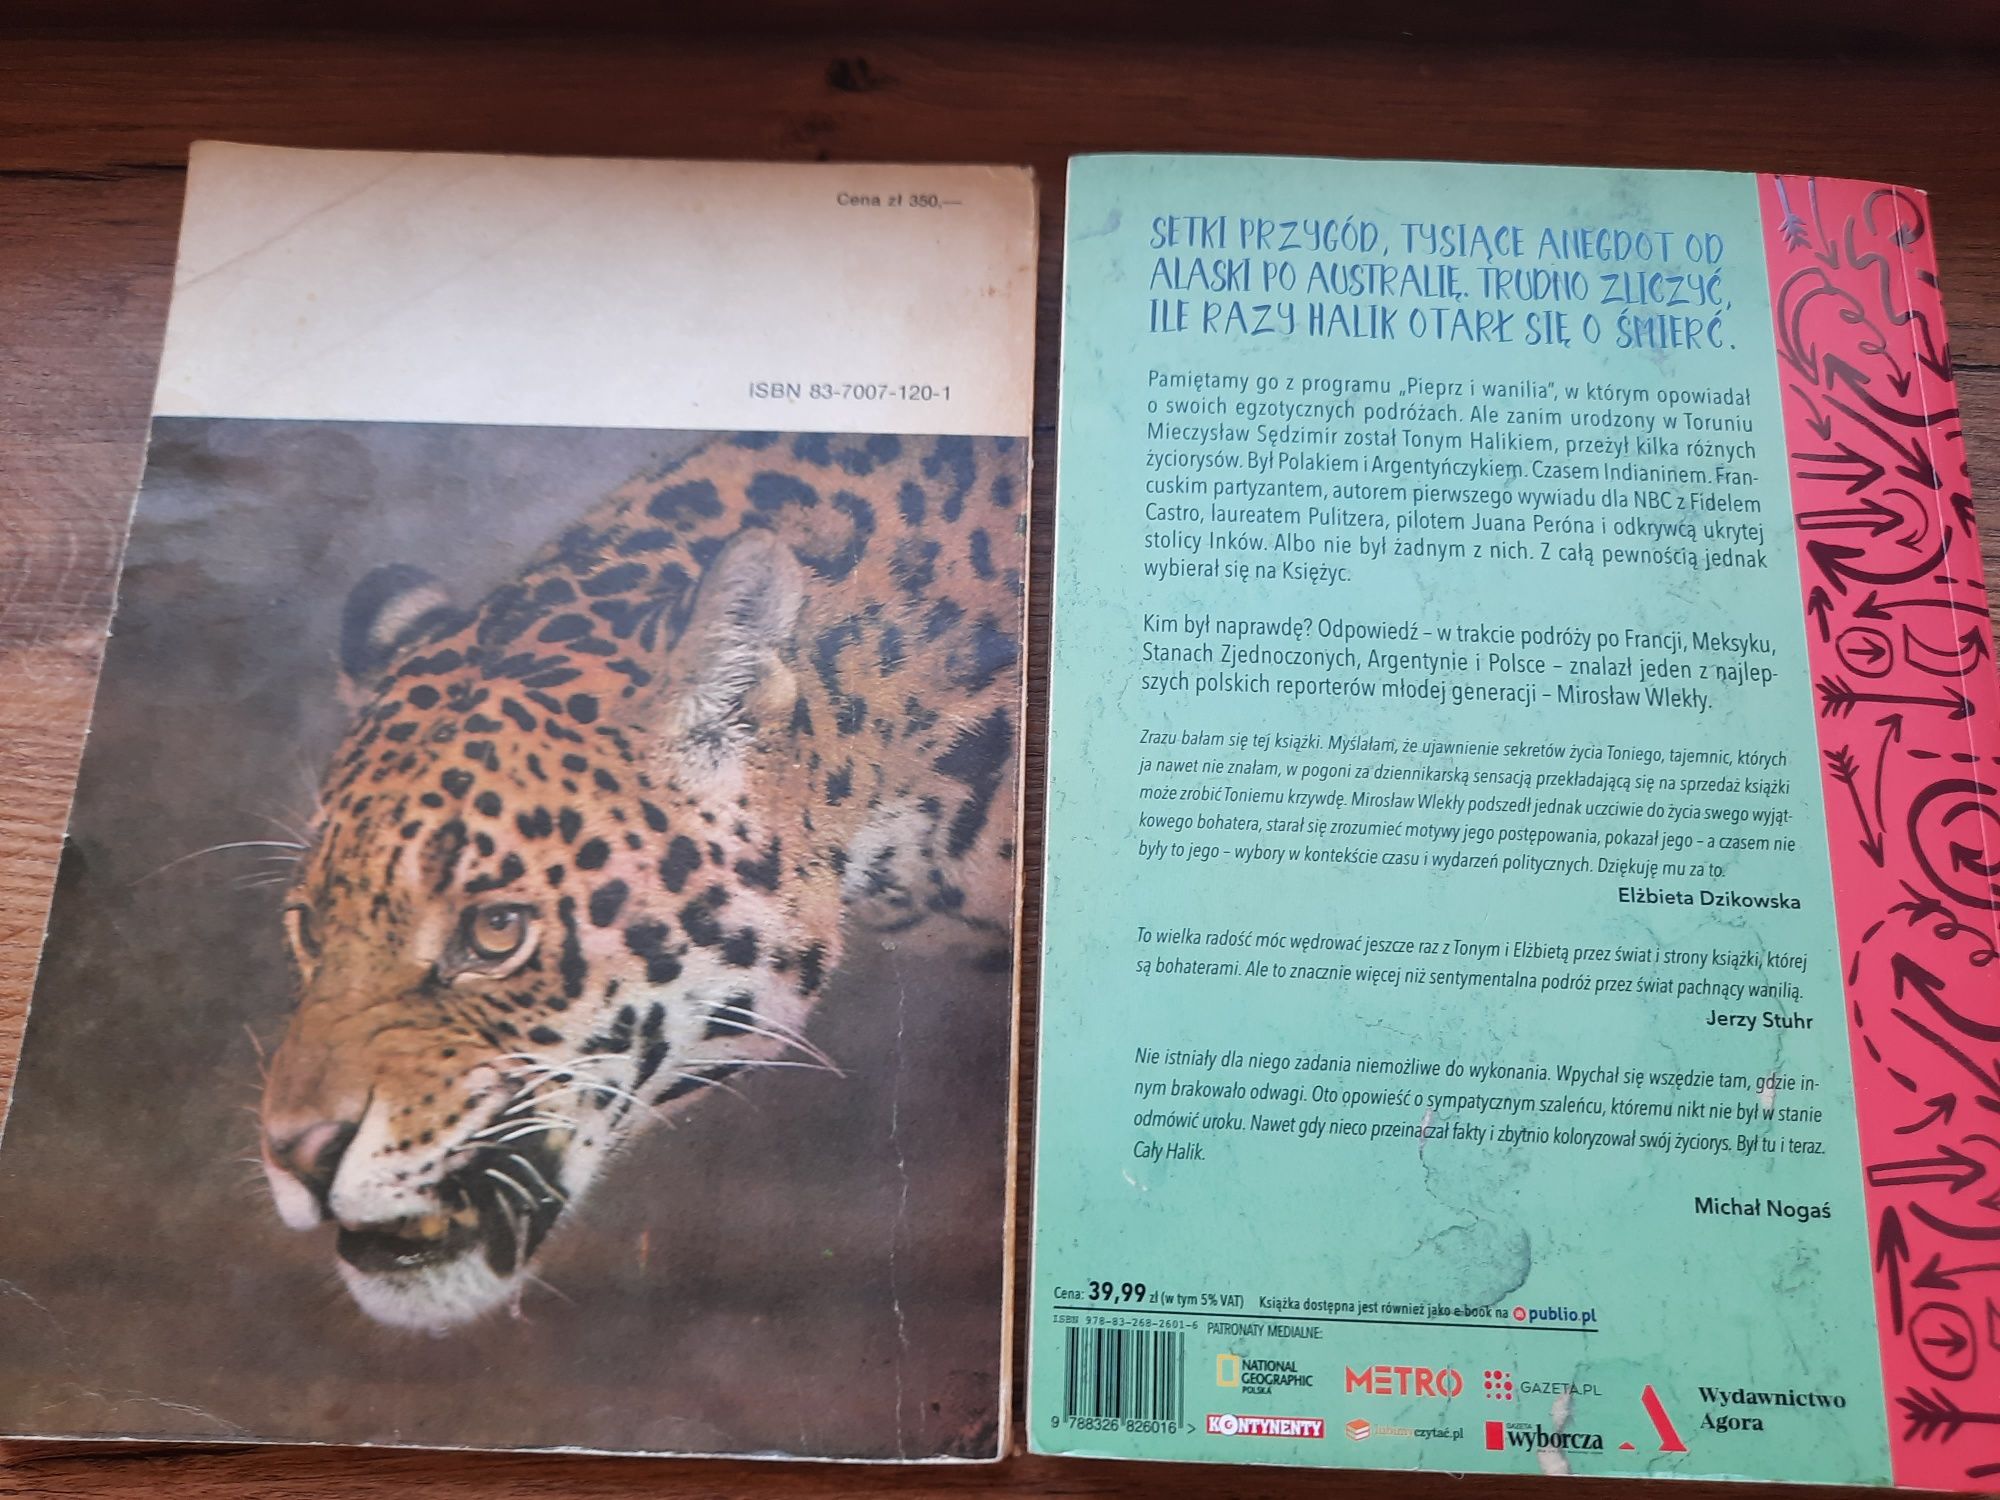 Cena zł 350,—
ISBN 83-7007-120-1
SETKI PRZYGÓD, TYSIĄCE ANEGDOT OD
ALASKI PO AUSTRALIĘ. TRUDNO ZLICZYĆ,
ILE RAZY HALIK OTARŁ SIĘ O ŚMIERĆ.
Pamiętamy go z programu „Pieprz i wanilia”, w którym opowiadał
o swoich egzotycznych podróżach. Ale zanim urodzony w Toruniu
Mieczysław Sędzimir został Tonym Halikiem, przeżył kilka różnych
życiorysów. Był Polakiem i Argentyńczykiem. Czasem Indianinem. Fran-
cuskim partyzantem, autorem pierwszego wywiadu dla NBC z Fidelem
Castro, laureatem Pulitzera, pilotem Juana Peróna i odkrywcą ukrytej
stolicy Inków. Albo nie był żadnym z nich. Z całą pewnością jednak
wybierał się na Księżyc.
Kim był naprawdę? Odpowiedź – w trakcie podróży po Francji, Meksyku,
Stanach Zjednoczonych, Argentynie i Polsce – znalazł jeden z najlep-
szych polskich reporterów młodej generacji – Mirosław Wlekły.
Zrazu bałam się tej książki. Myślałam, że ujawnienie sekretów życia Toniego, tajemnic, których
ja nawet nie znałam, w pogoni za dziennikarską sensacją przekładającą się na sprzedaż książki
może zrobić Toniemu krzywdę. Mirosław Wlekły podszedł jednak uczciwie do życia swego wyjąt-
kowego bohatera, starał się zrozumieć motywy jego postępowania, pokazał jego – a czasem nie
były to jego – wybory w kontekście czasu i wydarzeń politycznych. Dziękuję mu za to.
Elżbieta Dzikowska
To wielka radość móc wędrować jeszcze raz z Tonym i Elżbietą przez świat i strony książki, której
są bohaterami. Ale to znacznie więcej niż sentymentalna podróż przez świat pachnący wanilią.
Jerzy Stuhr
Nie istniały dla niego zadania niemożliwe do wykonania. Wpychał się wszędzie tam, gdzie in-
nym brakowało odwagi. Oto opowieść o sympatycznym szaleńcu, któremu nikt nie był w stanie
odmówić uroku. Nawet gdy nieco przeinaczał fakty i zbytnio koloryzował swój życiorys. Był tu i teraz.
Cały Halik.
Michał Nogaś
Cena: 39,99 zł (w tym 5% VAT) Książka dostępna jest również jako e-book na publio.pl
ISBN 978-83-268-2601-6 PATRONATY MEDIALNE:
NATIONAL
GEOGRAPHIC
POLSKA
METRO
GAZETA.PL
9 788326 826016 >
KONTYNENTY
lubimyczytać.pl
GAZETA
wyborcza
Wydawnictwo
Agora